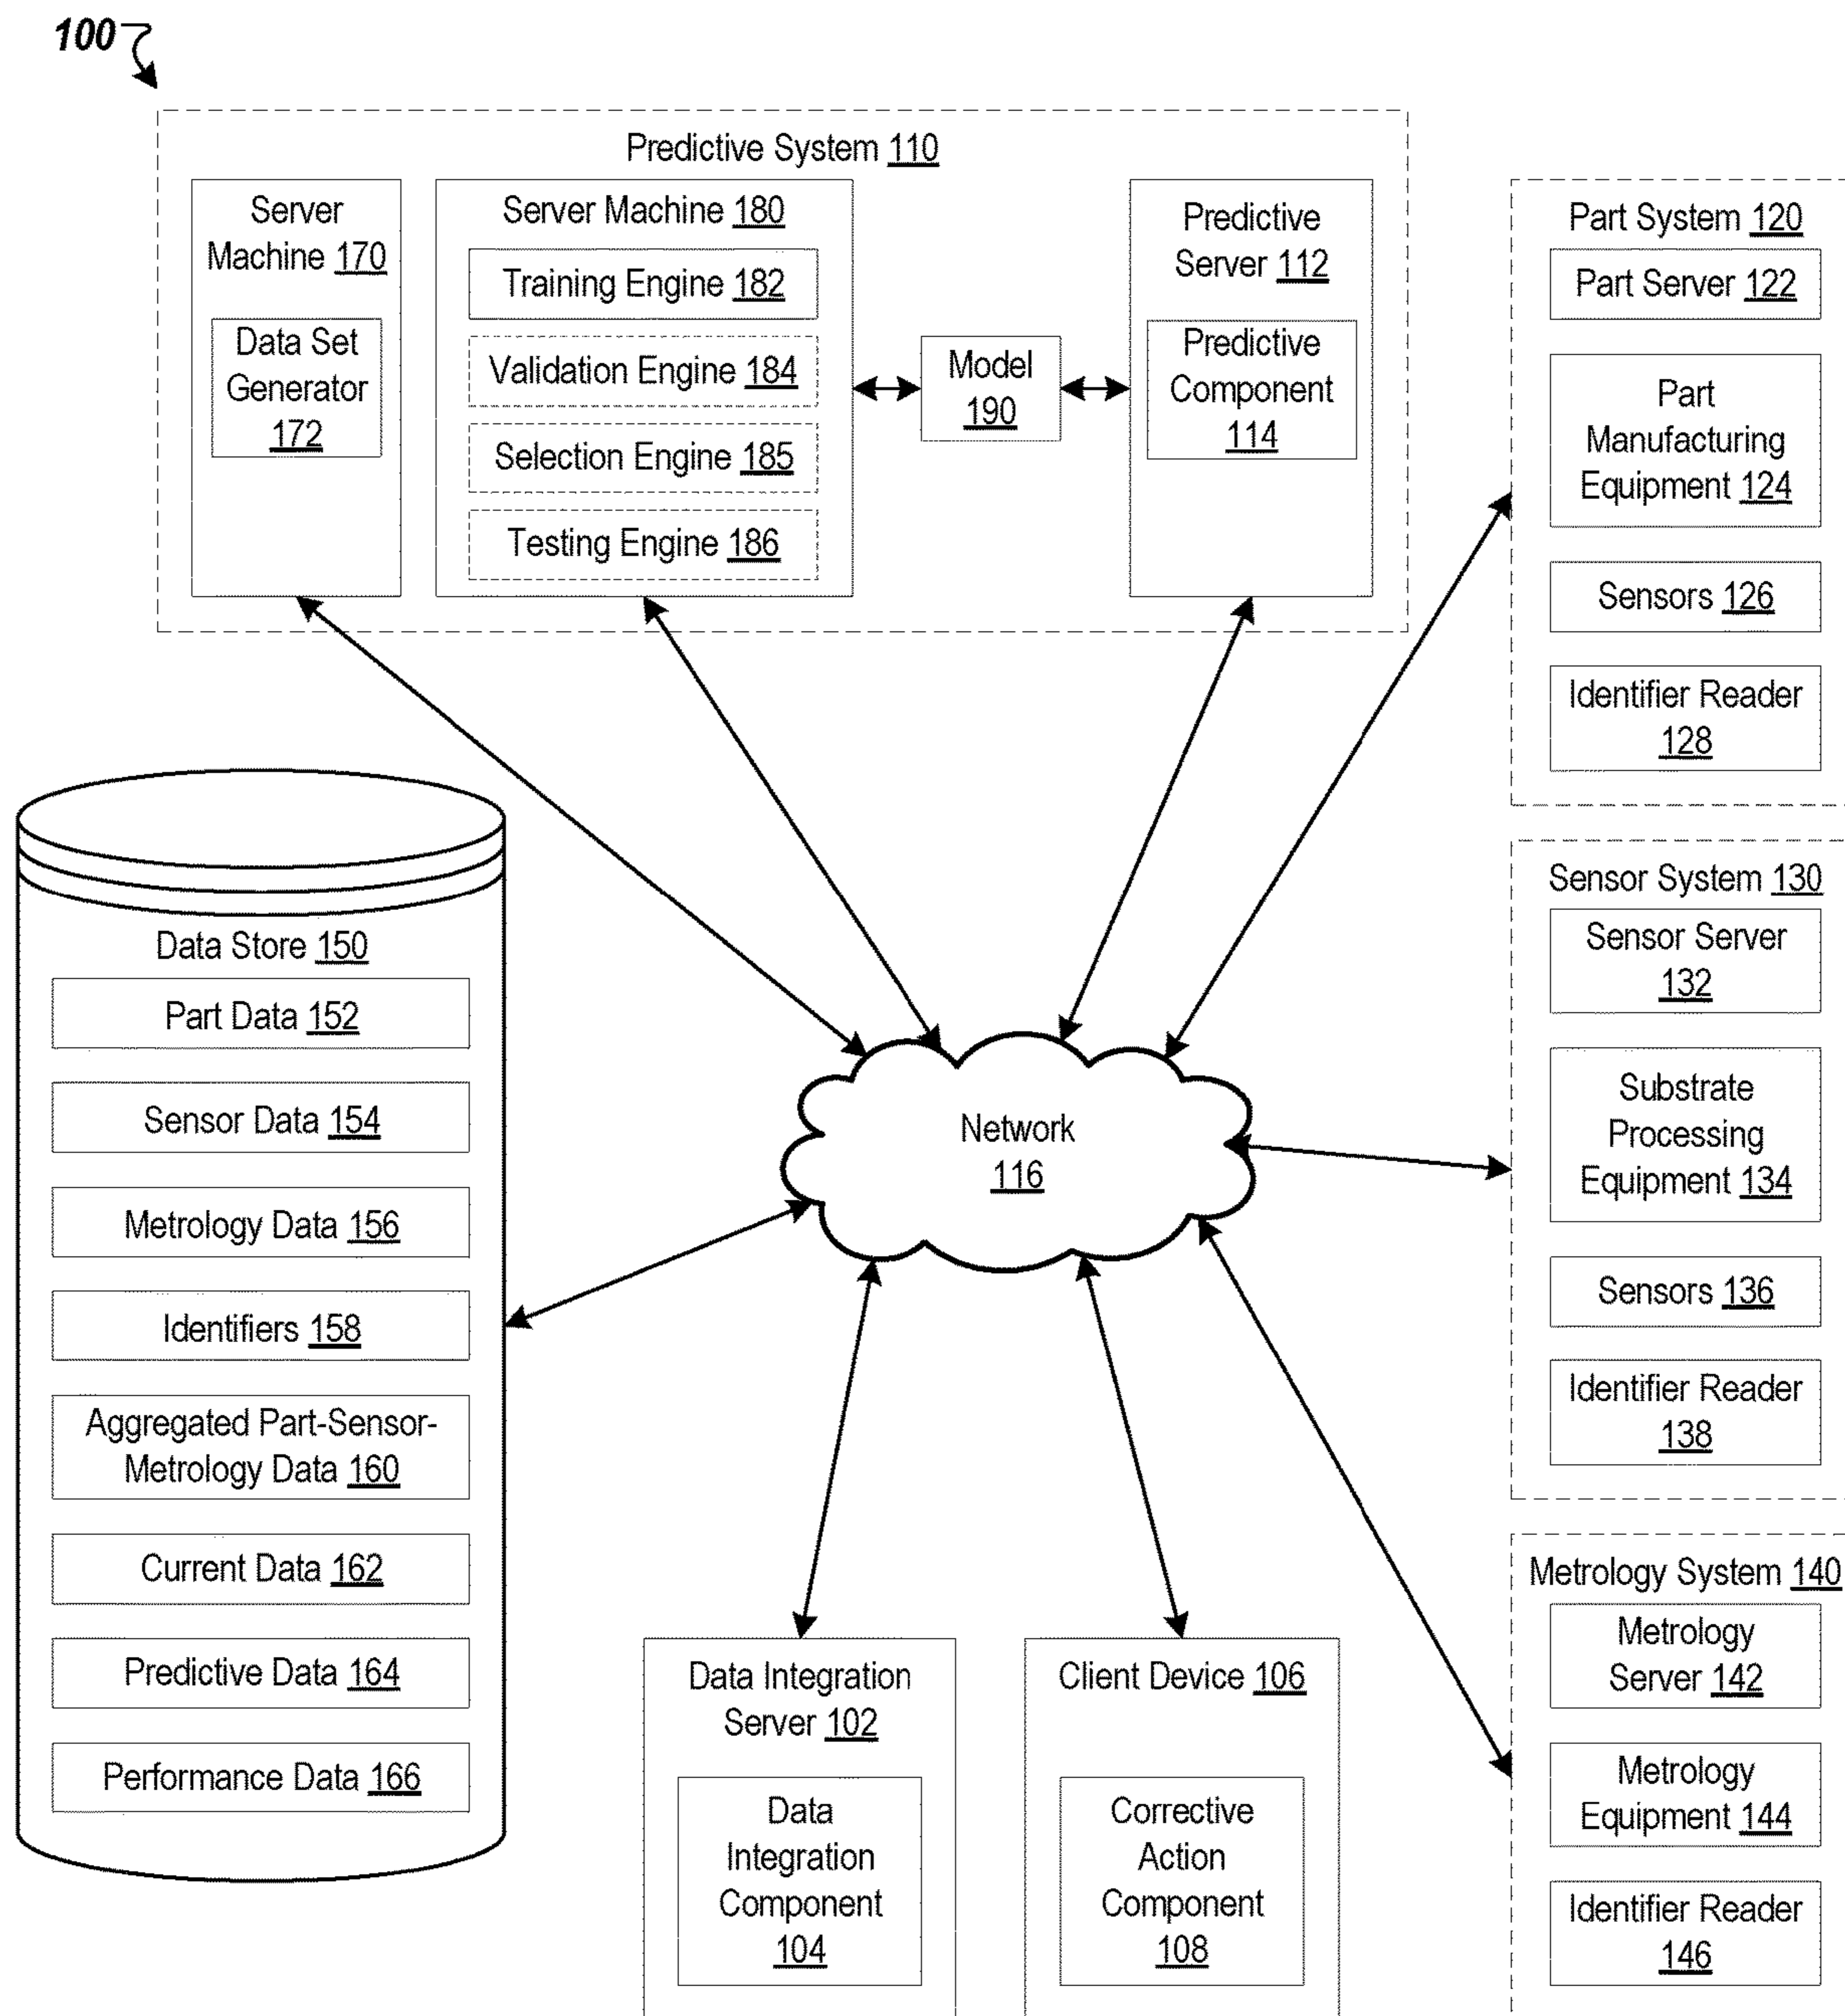 100
Predictive System 110
Server
Machine 170
Data Set
Generator
172
Server Machine 180
Training Engine 182
Validation Engine 184
Selection Engine 185
Testing Engine 186
Model
190
Predictive
Server 112
Predictive
Component
114
Part System 120
Part Server 122
Part
Manufacturing
Equipment 124
Sensors 126
Identifier Reader
128
Sensor System 130
Sensor Server
132
Substrate
Processing
Equipment 134
Sensors 136
Identifier Reader
138
Metrology System 140
Metrology
Server 142
Metrology
Equipment 144
Identifier Reader
146
Data Store 150
Part Data 152
Sensor Data 154
Metrology Data 156
Identifiers 158
Aggregated Part-Sensor-
Metrology Data 160
Current Data 162
Predictive Data 164
Performance Data 166
Network
116
Data Integration
Server 102
Data
Integration
Component
104
Client Device 106
Corrective
Action
Component
108